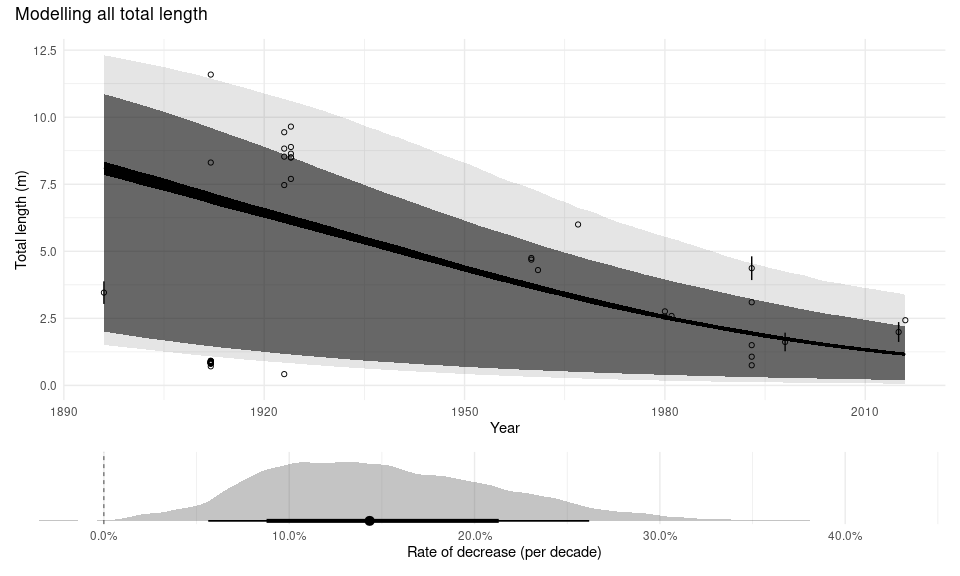 Modelling all total length
12.5
10.0
7.5
5.0
2.5
0.0
Total length (m)
1890 1920 1950 1980 2010
Year
0.0% 10.0% 20.0% 30.0% 40.0%
Rate of decrease (per decade)